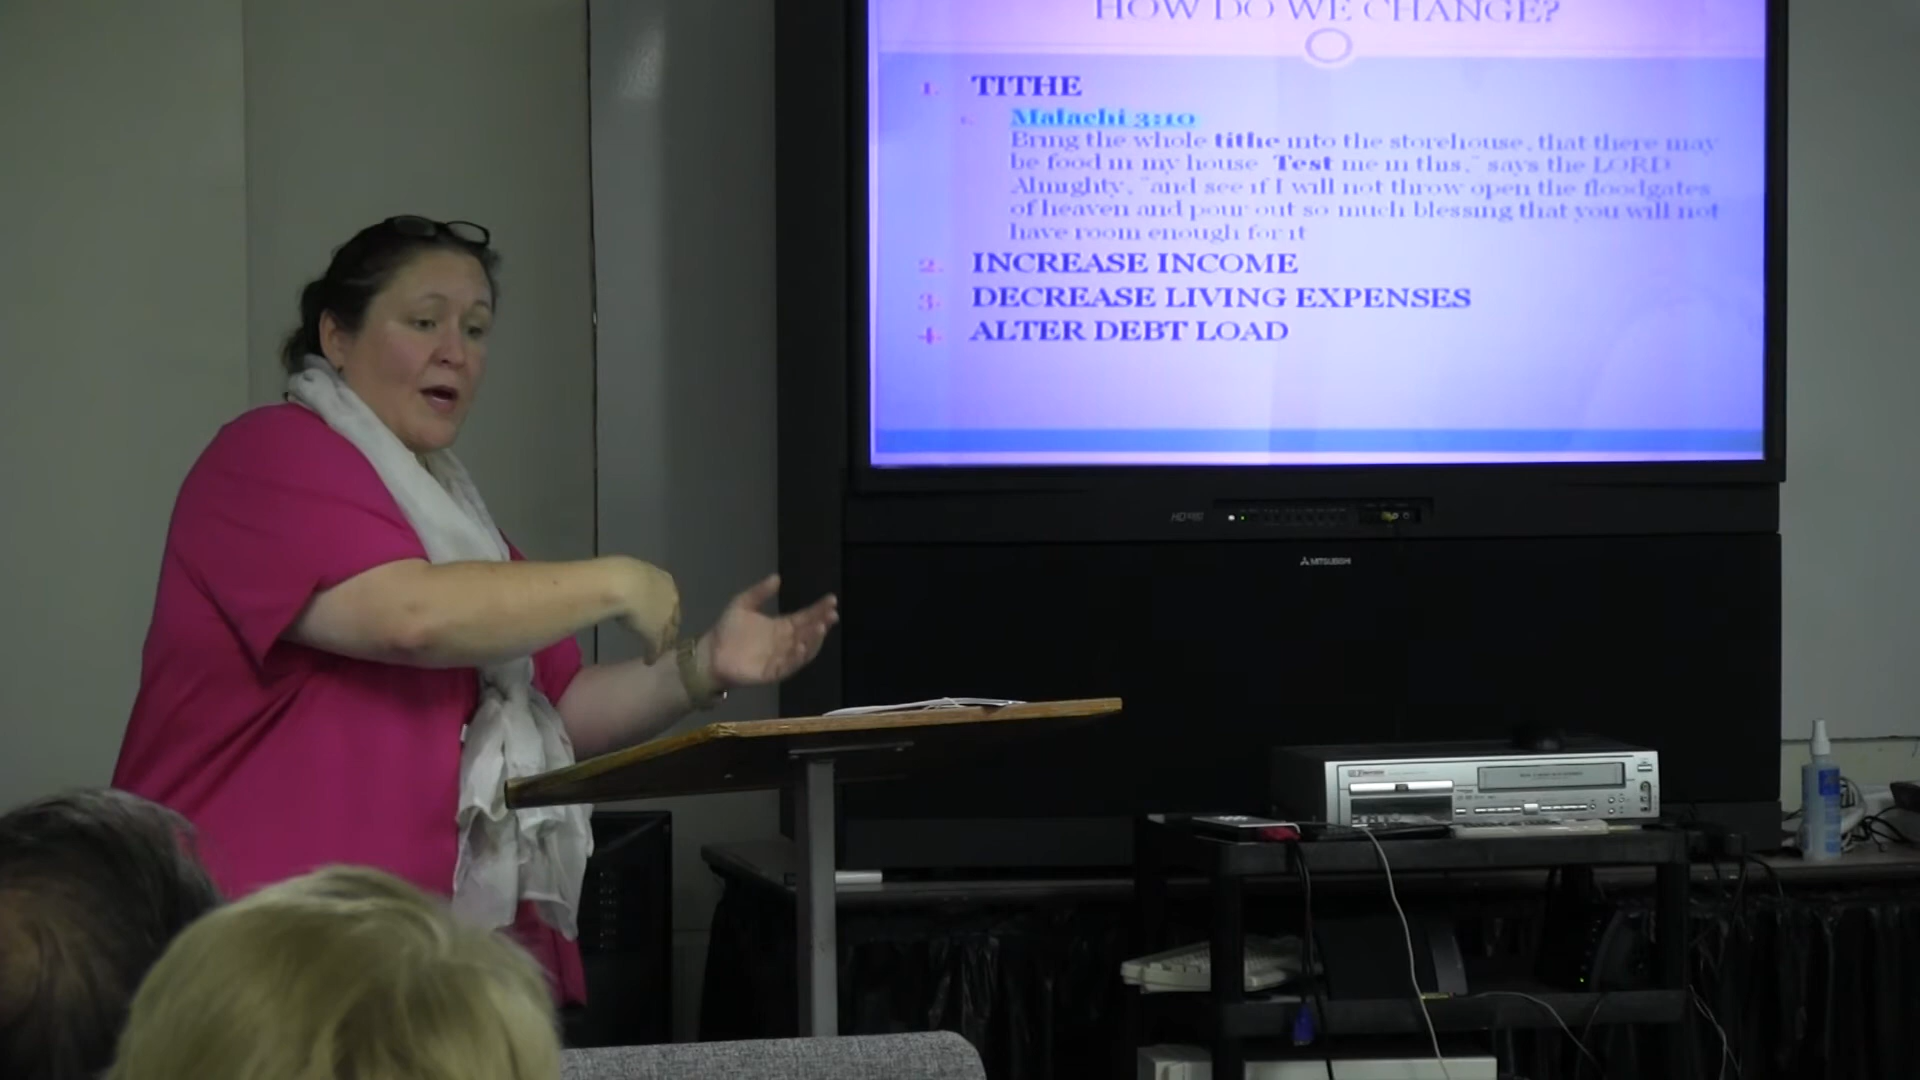 HOW DO WE CHANGE?
1. TITHE
Malachi 3:10
Bring the whole tithe into the storehouse, that there may
be food in my house. Test me in this," says the LORD
Almighty, "and see if I will not throw open the floodgates
of heaven and pour out so much blessing that you will not
have room enough for it
2. INCREASE INCOME
3. DECREASE LIVING EXPENSES
4. ALTER DEBT LOAD
MITSUBISHI